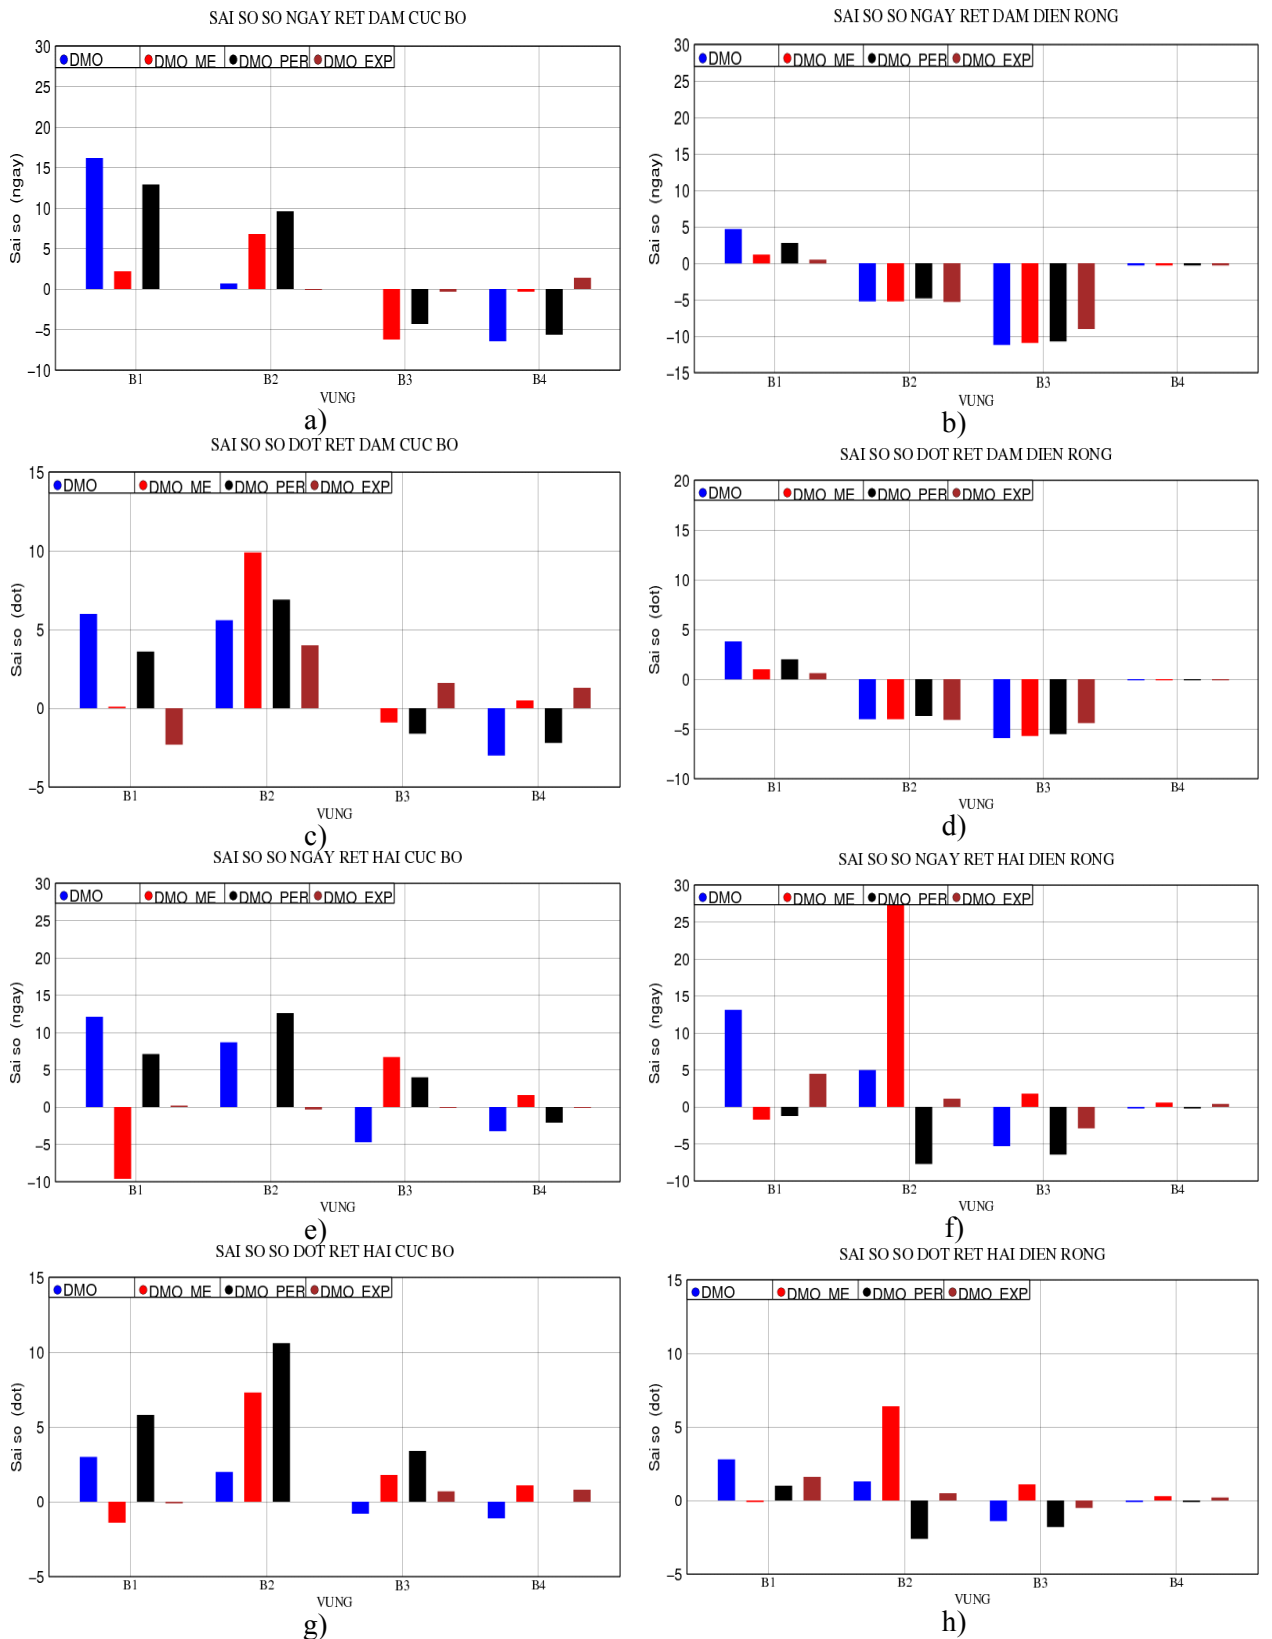 SAI SO SO NGAY RET DAM CUC BO
DMO DMO_ME DMO_PER DMO_EXP
30
25
20
15
10
5
0
−5
−10
Sai so (ngay)
B1 B2 B3 B4
VUNG
a)
SAI SO SO NGAY RET DAM DIEN RONG
DMO DMO_ME DMO_PER DMO_EXP
30
25
20
15
10
5
0
−5
−10
−15
Sai so (ngay)
B1 B2 B3 B4
VUNG
b)
SAI SO SO DOT RET DAM CUC BO
DMO DMO_ME DMO_PER DMO_EXP
15
10
5
0
−5
Sai so (dot)
B1 B2 B3 B4
VUNG
c)
SAI SO SO DOT RET DAM DIEN RONG
DMO DMO_ME DMO_PER DMO_EXP
20
15
10
5
0
−5
−10
Sai so (dot)
B1 B2 B3 B4
VUNG
d)
SAI SO SO NGAY RET HAI CUC BO
DMO DMO_ME DMO_PER DMO_EXP
30
25
20
15
10
5
0
−5
−10
Sai so (ngay)
B1 B2 B3 B4
VUNG
e)
SAI SO SO NGAY RET HAI DIEN RONG
DMO DMO_ME DMO_PER DMO_EXP
30
25
20
15
10
5
0
−5
−10
Sai so (ngay)
B1 B2 B3 B4
VUNG
f)
SAI SO SO DOT RET HAI CUC BO
DMO DMO_ME DMO_PER DMO_EXP
15
10
5
0
−5
Sai so (dot)
B1 B2 B3 B4
VUNG
g)
SAI SO SO DOT RET HAI DIEN RONG
DMO DMO_ME DMO_PER DMO_EXP
15
10
5
0
−5
Sai so (dot)
B1 B2 B3 B4
VUNG
h)